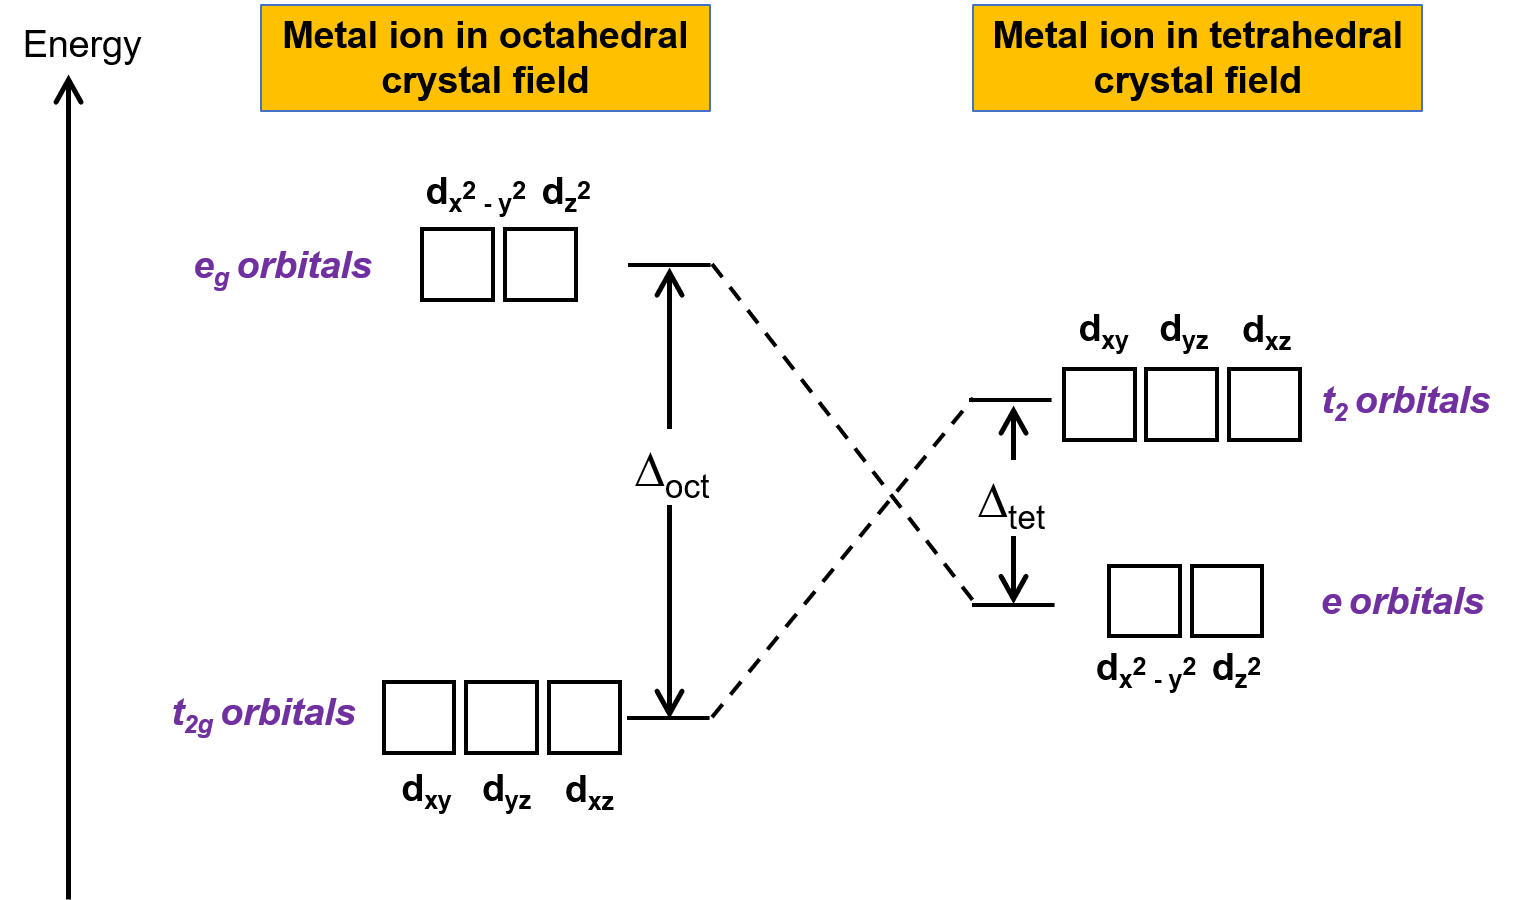 Energy
Metal ion in octahedral
crystal field
Metal ion in tetrahedral
crystal field
dx² - y² dz²
eg orbitals
Δoct
t2g orbitals
dxy dyz dxz
dxy dyz dxz
t2 orbitals
Δtet
e orbitals
dx² - y² dz²